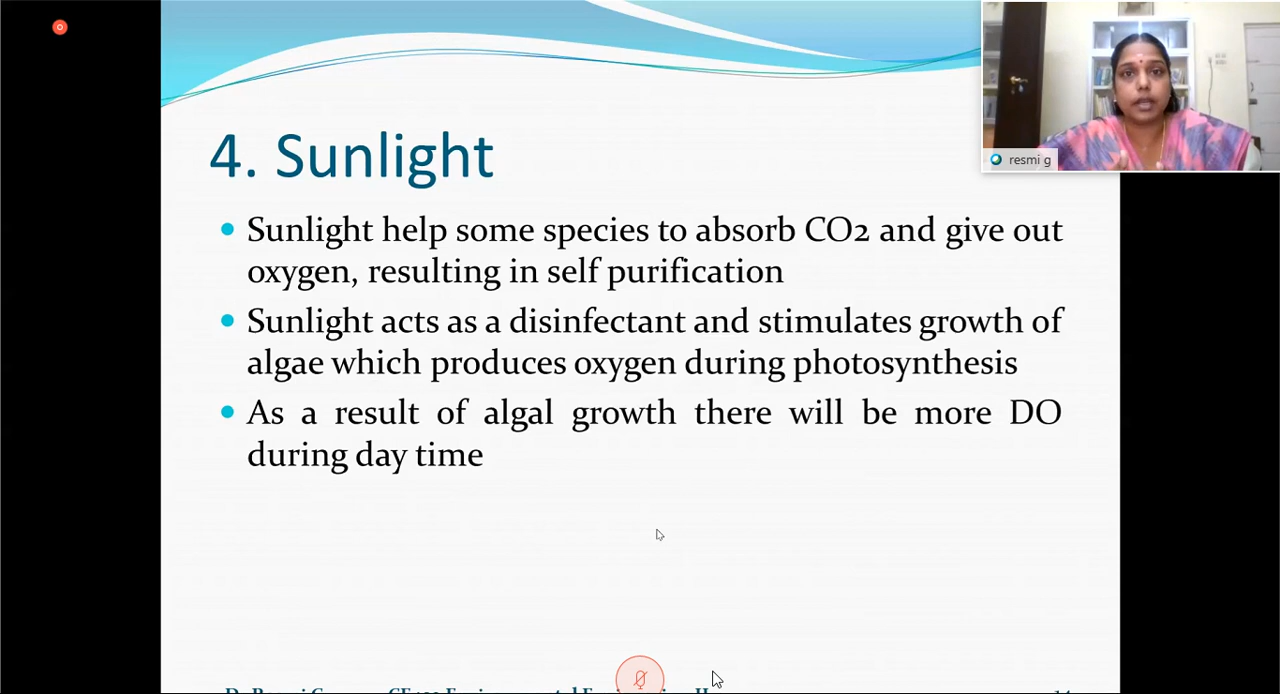 4. Sunlight
resmi g
Sunlight help some species to absorb CO2 and give out
oxygen, resulting in self purification
Sunlight acts as a disinfectant and stimulates growth of
algae which produces oxygen during photosynthesis
As a result of algal growth there will be more DO
during day time